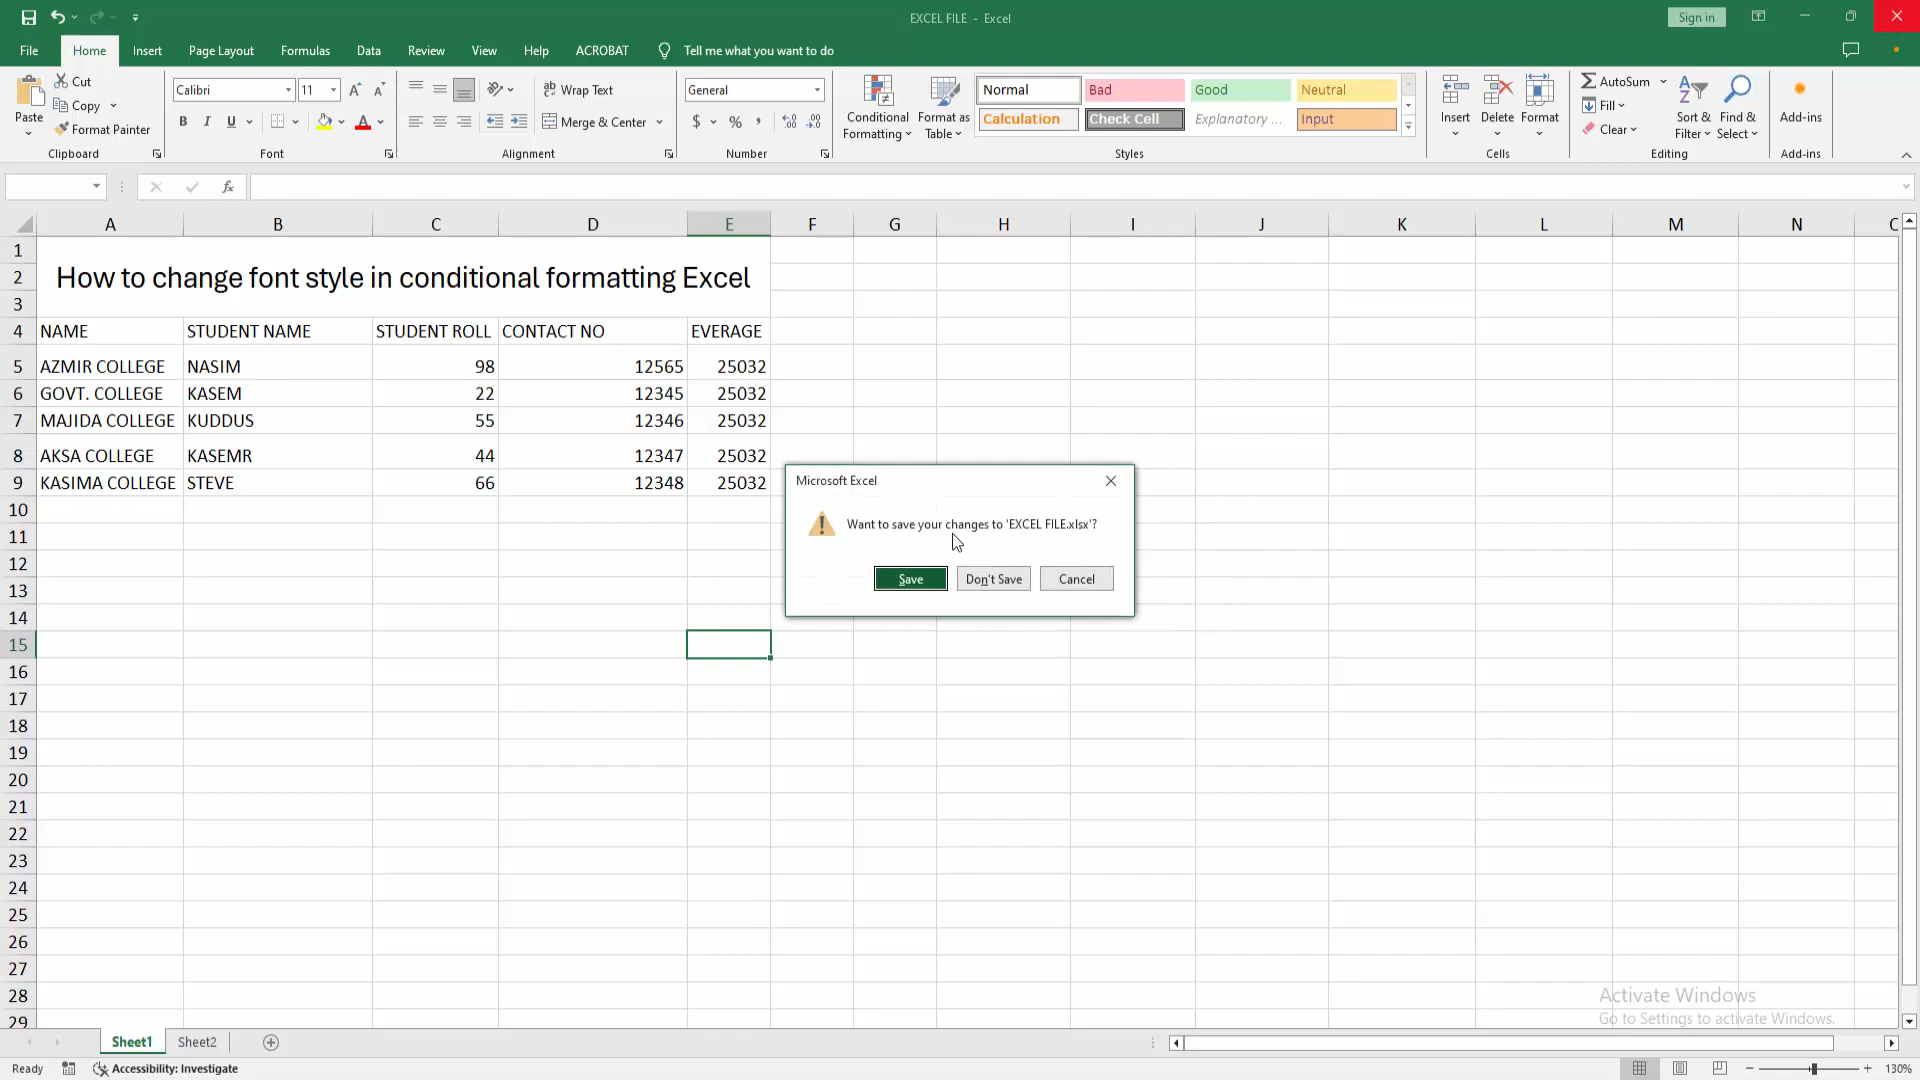 EXCEL FILE - Excel
Sign in
File Home Insert Page Layout Formulas Data Review View Help ACROBAT Tell me what you want to do
Paste
Cut
Copy
Format Painter
Clipboard
Calibri 11
B I U
Font
Wrap Text
Merge & Center
Alignment
General
$ % ,
Number
Conditional Formatting
Format as Table
Normal Bad Good Neutral
Calculation Check Cell Explanatory ... Input
Styles
Insert Delete Format
Cells
AutoSum
Fill
Clear
Sort & Filter
Find & Select
Editing
Add-ins
Add-ins
fx
A B C D E F G H I J K L M N
1
2 How to change font style in conditional formatting Excel
3
4 NAME STUDENT NAME STUDENT ROLL CONTACT NO EVERAGE
5 AZMIR COLLEGE NASIM 98 12565 25032
6 GOVT. COLLEGE KASEM 22 12345 25032
7 MAJIDA COLLEGE KUDDUS 55 12346 25032
8 AKSA COLLEGE KASEMR 44 12347 25032
9 KASIMA COLLEGE STEVE 66 12348 25032
10
11
12
13
14
15
16
17
18
19
20
21
22
23
24
25
26
27
28
29
Microsoft Excel
Want to save your changes to 'EXCEL FILE.xlsx'?
Save Don't Save Cancel
Activate Windows
Go to Settings to activate Windows.
Sheet1 Sheet2
Ready Accessibility: Investigate 130%